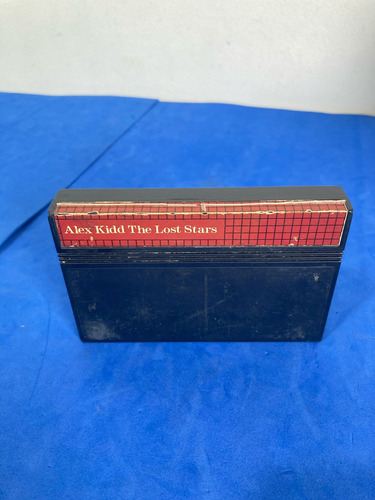 Alex Kidd The Lost Stars